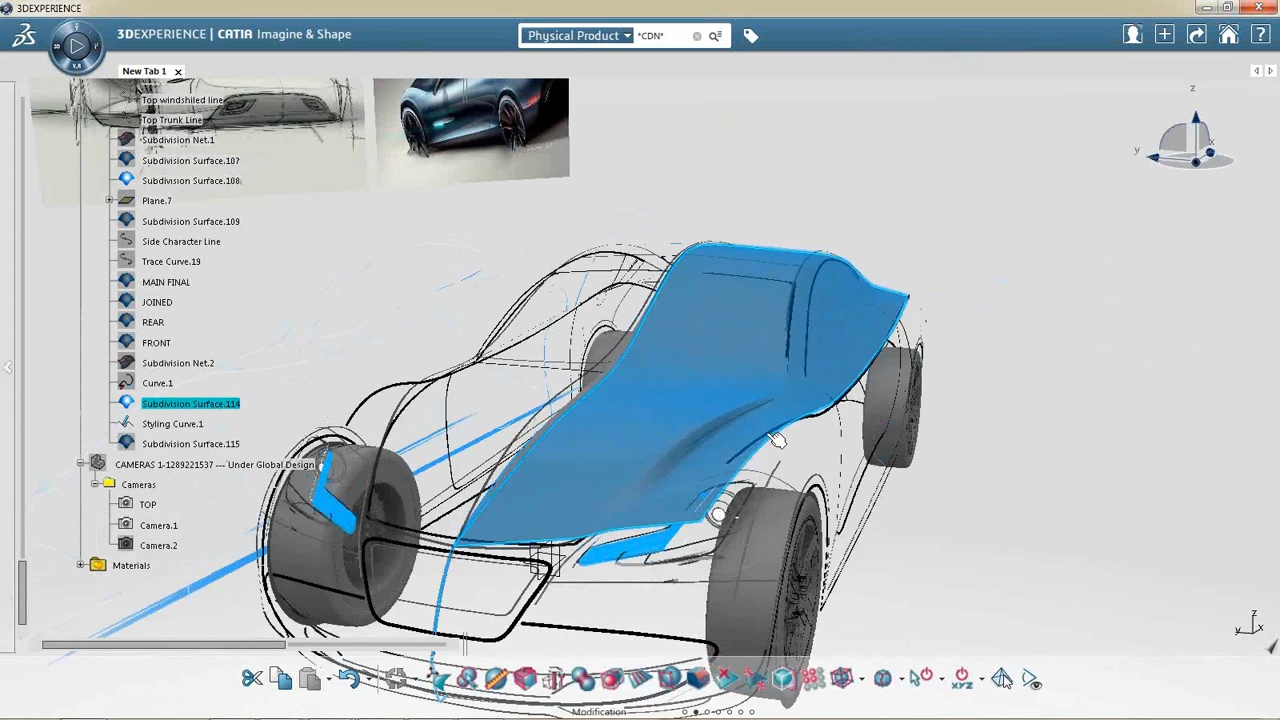 3DEXPERIENCE
3DEXPERIENCE | CATIA Imagine & Shape
Physical Product
*CDN*
3D
V.R
New Tab 1
Top windshiled line
Top Trunk Line
Subdivision Net.1
Subdivision Surface.107
Subdivision Surface.108
Plane.7
Subdivision Surface.109
Side Character Line
Trace Curve.19
MAIN FINAL
JOINED
REAR
FRONT
Subdivision Net.2
Curve.1
Subdivision Surface.114
Styling Curve.1
Subdivision Surface.115
CAMERAS 1-1289221537 --- Under Global Design
Cameras
TOP
Camera.1
Camera.2
Materials
z
y
x
z
y
x
XYZ
Modification